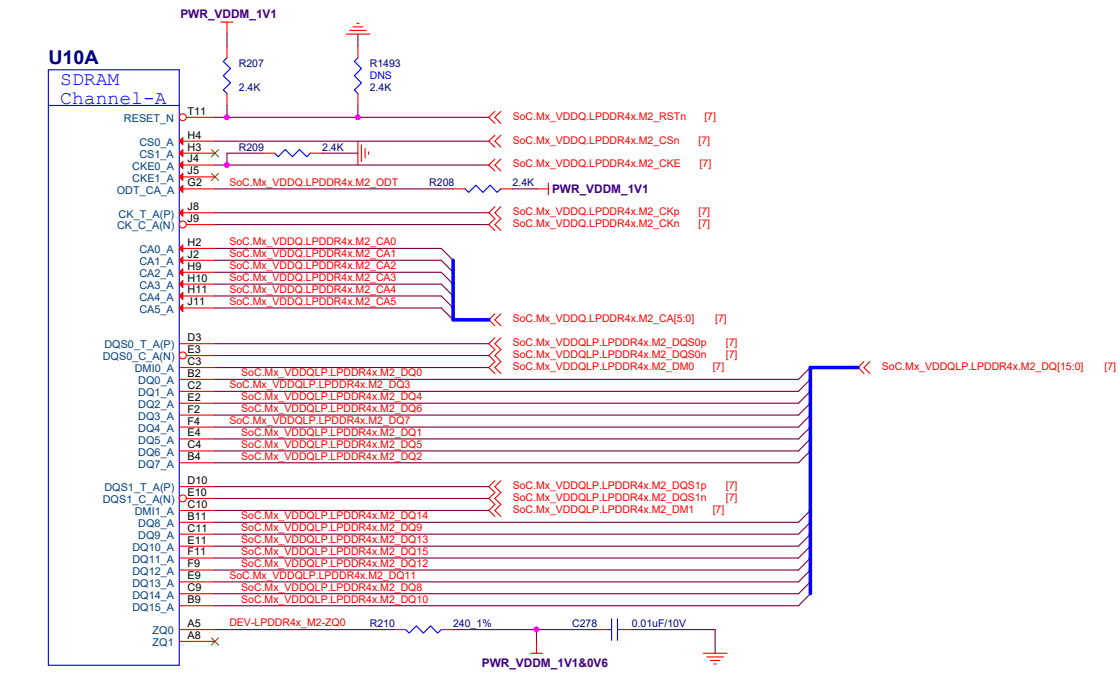 PWR_VDDM_1V1
U10A
SDRAM
Channel-A
R207
2.4K
R1493
DNS
2.4K
RESET_N T11 SoC.Mx_VDDQ.LPDDR4x.M2_RSTn [7]
CS0_A H4 SoC.Mx_VDDQ.LPDDR4x.M2_CSn [7]
CS1_A H3 R209 2.4K
CKE0_A J4 SoC.Mx_VDDQ.LPDDR4x.M2_CKE [7]
CKE1_A J5
ODT_CA_A G2 SoC.Mx_VDDQ.LPDDR4x.M2_ODT R208 2.4K PWR_VDDM_1V1
CK_T_A(P) J8 SoC.Mx_VDDQ.LPDDR4x.M2_CKp [7]
CK_C_A(N) J9 SoC.Mx_VDDQ.LPDDR4x.M2_CKn [7]
CA0_A H2 SoC.Mx_VDDQ.LPDDR4x.M2_CA0
CA1_A J2 SoC.Mx_VDDQ.LPDDR4x.M2_CA1
CA2_A H9 SoC.Mx_VDDQ.LPDDR4x.M2_CA2
CA3_A H10 SoC.Mx_VDDQ.LPDDR4x.M2_CA3
CA4_A H11 SoC.Mx_VDDQ.LPDDR4x.M2_CA4
CA5_A J11 SoC.Mx_VDDQ.LPDDR4x.M2_CA5
SoC.Mx_VDDQ.LPDDR4x.M2_CA[5:0] [7]
DQS0_T_A(P) D3 SoC.Mx_VDDQLP.LPDDR4x.M2_DQS0p [7]
DQS0_C_A(N) E3 SoC.Mx_VDDQLP.LPDDR4x.M2_DQS0n [7]
DMI0_A C3 SoC.Mx_VDDQLP.LPDDR4x.M2_DM0 [7]
SoC.Mx_VDDQLP.LPDDR4x.M2_DQ[15:0] [7]
DQ0_A B2 SoC.Mx_VDDQLP.LPDDR4x.M2_DQ0
DQ1_A C2 SoC.Mx_VDDQLP.LPDDR4x.M2_DQ3
DQ2_A E2 SoC.Mx_VDDQLP.LPDDR4x.M2_DQ4
DQ3_A F2 SoC.Mx_VDDQLP.LPDDR4x.M2_DQ6
DQ4_A F4 SoC.Mx_VDDQLP.LPDDR4x.M2_DQ7
DQ5_A E4 SoC.Mx_VDDQLP.LPDDR4x.M2_DQ1
DQ6_A C4 SoC.Mx_VDDQLP.LPDDR4x.M2_DQ5
DQ7_A B4 SoC.Mx_VDDQLP.LPDDR4x.M2_DQ2
DQS1_T_A(P) D10 SoC.Mx_VDDQLP.LPDDR4x.M2_DQS1p [7]
DQS1_C_A(N) E10 SoC.Mx_VDDQLP.LPDDR4x.M2_DQS1n [7]
DMI1_A C10 SoC.Mx_VDDQLP.LPDDR4x.M2_DM1 [7]
DQ8_A B11 SoC.Mx_VDDQLP.LPDDR4x.M2_DQ14
DQ9_A C11 SoC.Mx_VDDQLP.LPDDR4x.M2_DQ9
DQ10_A E11 SoC.Mx_VDDQLP.LPDDR4x.M2_DQ13
DQ11_A F11 SoC.Mx_VDDQLP.LPDDR4x.M2_DQ15
DQ12_A F9 SoC.Mx_VDDQLP.LPDDR4x.M2_DQ12
DQ13_A E9 SoC.Mx_VDDQLP.LPDDR4x.M2_DQ11
DQ14_A C9 SoC.Mx_VDDQLP.LPDDR4x.M2_DQ8
DQ15_A B9 SoC.Mx_VDDQLP.LPDDR4x.M2_DQ10
ZQ0 A5 DEV-LPDDR4x_M2-ZQ0 R210 240_1% C278 0.01uF/10V
ZQ1 A8
PWR_VDDM_1V1&0V6